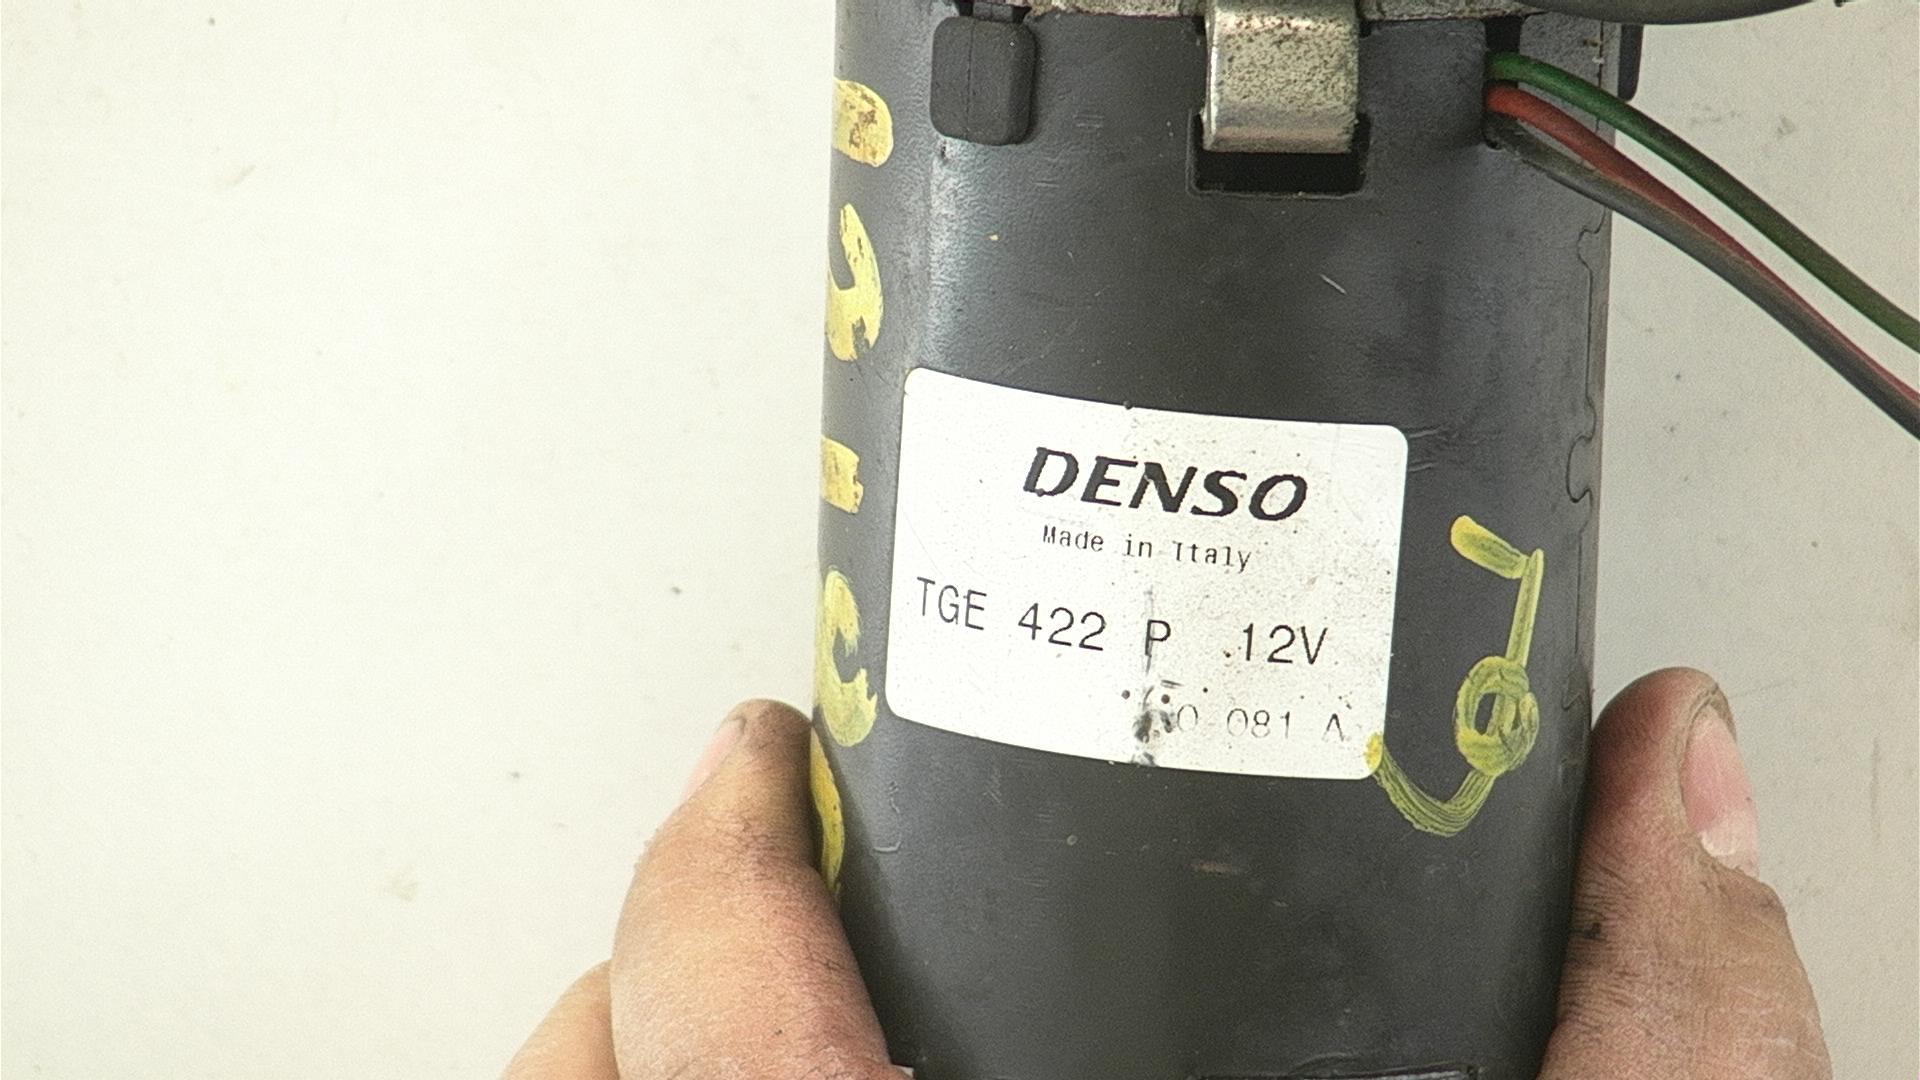 DENSO
Made in Italy
TGE 422 P 12V
081 A